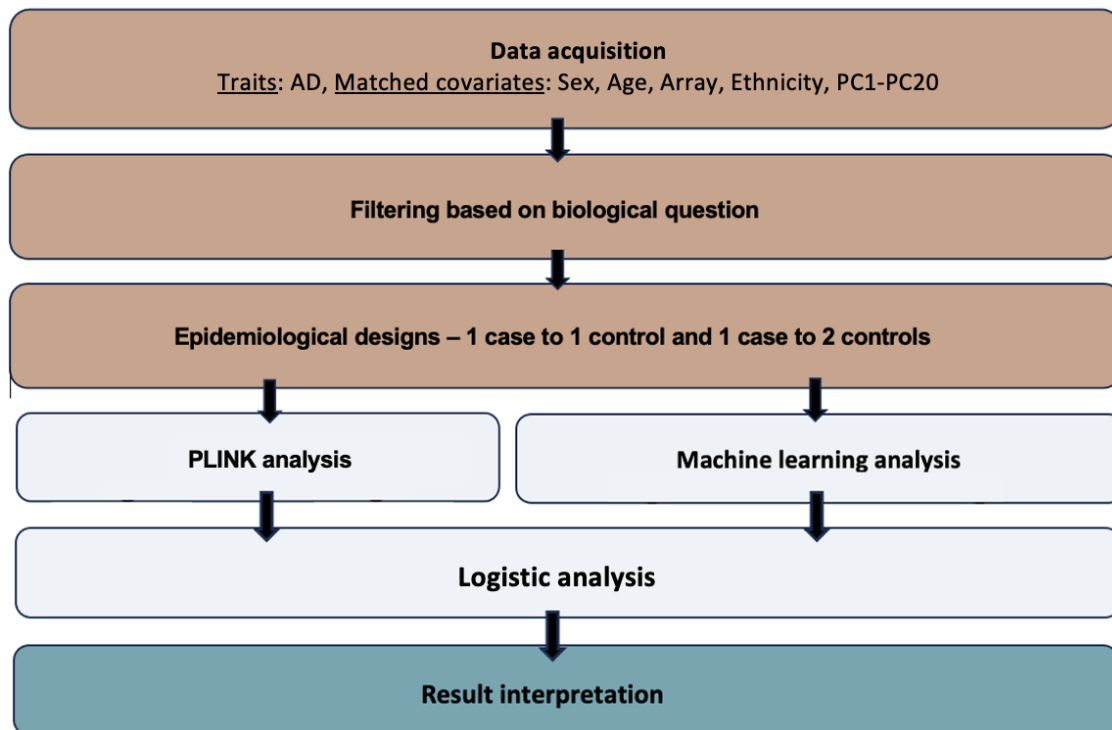 Data acquisition
Traits: AD, Matched covariates: Sex, Age, Array, Ethnicity, PC1-PC20
Filtering based on biological question
Epidemiological designs – 1 case to 1 control and 1 case to 2 controls
PLINK analysis
Machine learning analysis
Logistic analysis
Result interpretation